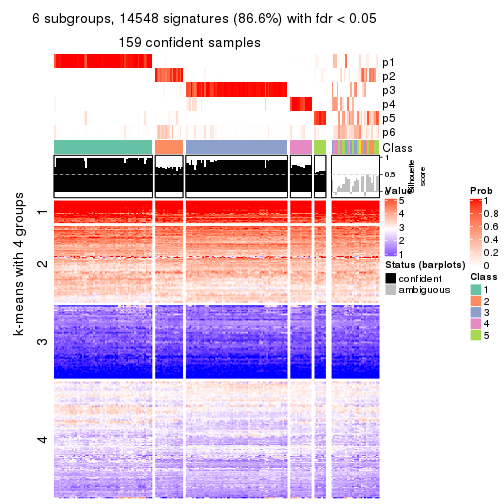 6 subgroups, 14548 signatures (86.6%) with fdr < 0.05
159 confident samples
p1
p2
p3
p4
p5
p6
Class
1
0.5
0
Silhouette
score
k-means with 4 groups
1
2
3
4
Value
5
4
3
2
1
Status (barplots)
confident
ambiguous
Prob
1
0.8
0.6
0.4
0.2
0
Class
1
2
3
4
5